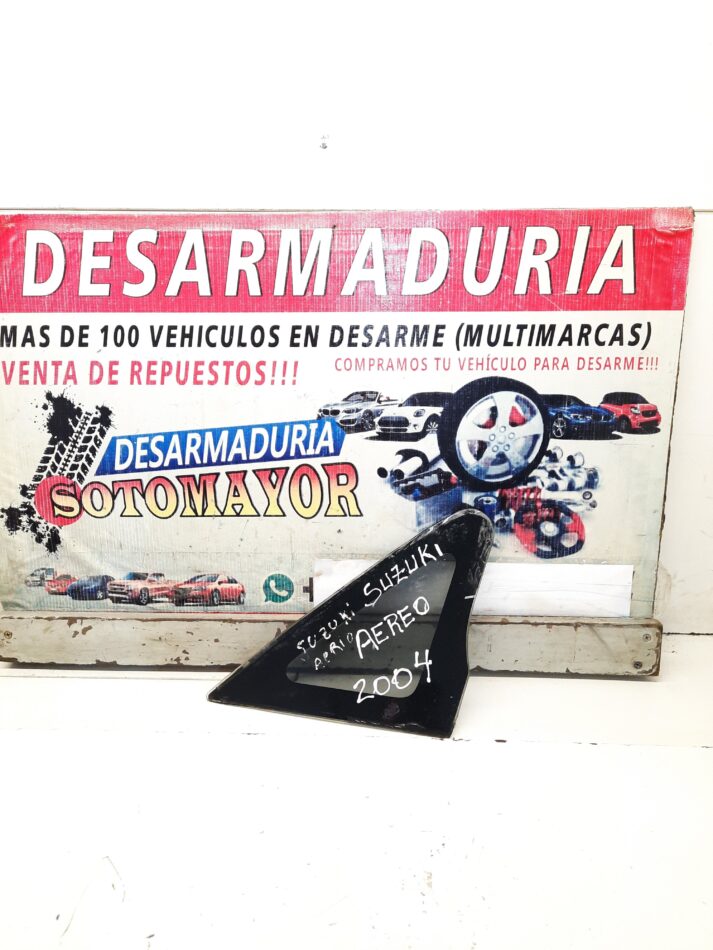 DESARMADURIA
MAS DE 100 VEHICULOS EN DESARME (MULTIMARCAS)
VENTA DE REPUESTOS!!!
COMPRAMOS TU VEHÍCULO PARA DESARME!!!
DESARMADURIA
SOTOMAYOR
SUZUKI
SUZUKI
AERIO
AEREO
2004